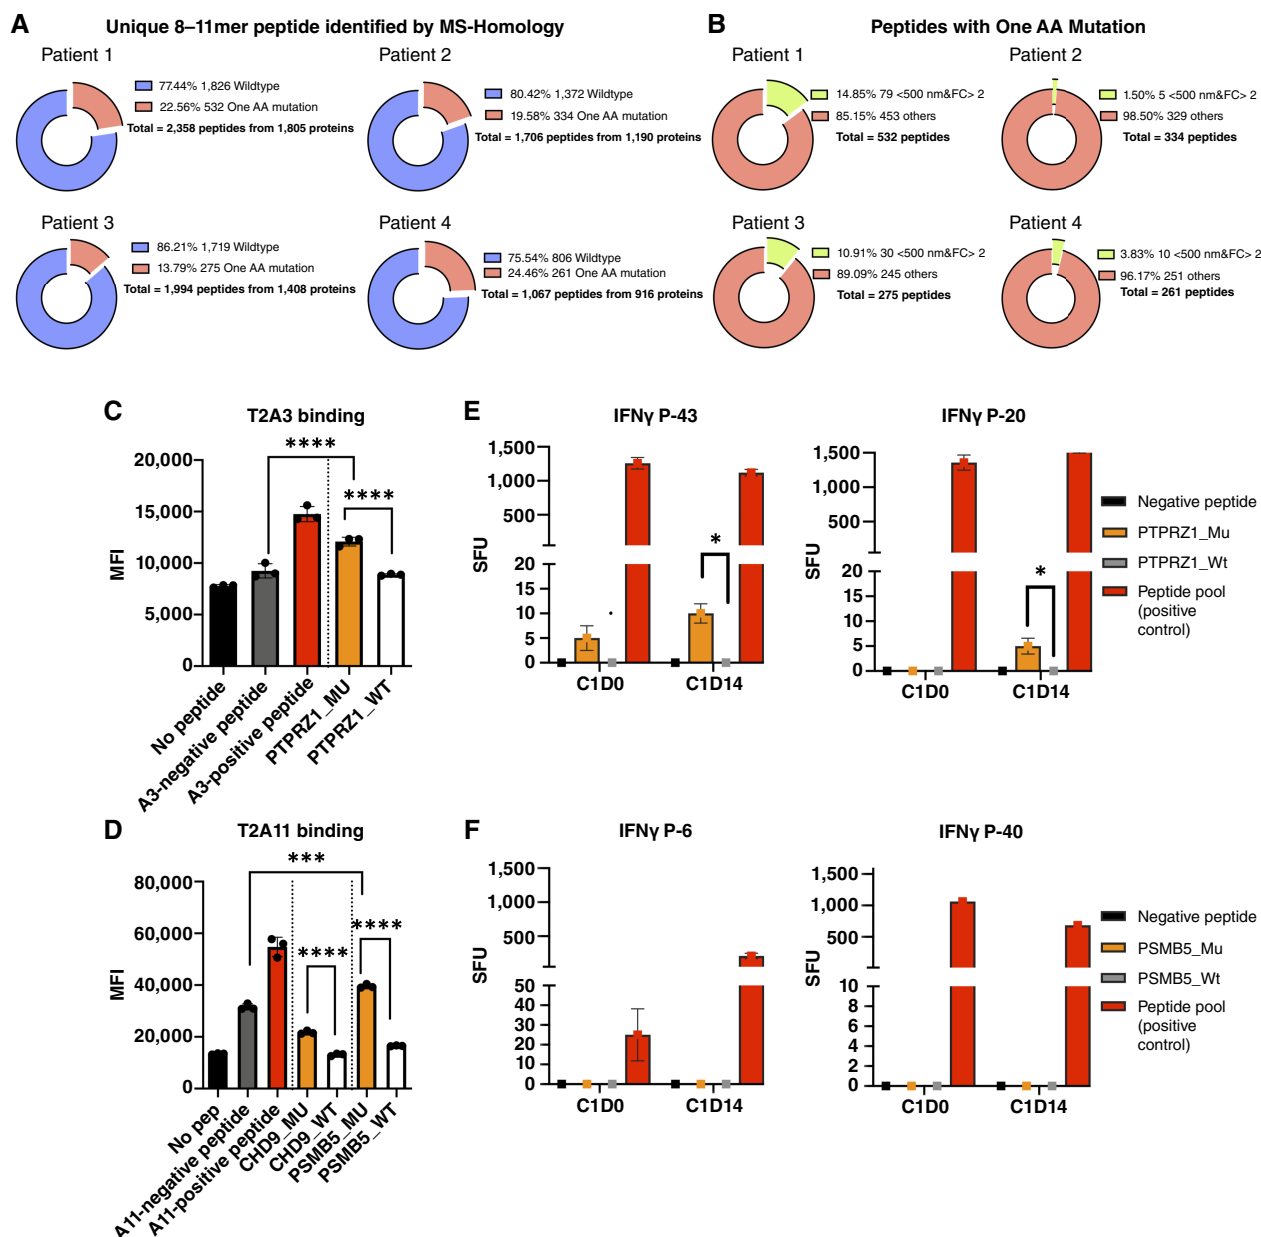 A
Unique 8–11mer peptide identified by MS-Homology
Patient 1
77.44% 1,826 Wildtype
22.56% 532 One AA mutation
Total = 2,358 peptides from 1,805 proteins
Patient 2
80.42% 1,372 Wildtype
19.58% 334 One AA mutation
Total = 1,706 peptides from 1,190 proteins
Patient 3
86.21% 1,719 Wildtype
13.79% 275 One AA mutation
Total = 1,994 peptides from 1,408 proteins
Patient 4
75.54% 806 Wildtype
24.46% 261 One AA mutation
Total = 1,067 peptides from 916 proteins
B
Peptides with One AA Mutation
Patient 1
14.85% 79 <500 nm&FC> 2
85.15% 453 others
Total = 532 peptides
Patient 2
1.50% 5 <500 nm&FC> 2
98.50% 329 others
Total = 334 peptides
Patient 3
10.91% 30 <500 nm&FC> 2
89.09% 245 others
Total = 275 peptides
Patient 4
3.83% 10 <500 nm&FC> 2
96.17% 251 others
Total = 261 peptides
C
T2A3 binding
****
****
MFI
20,000
15,000
10,000
5,000
0
No peptide
A3-negative peptide
A3-positive peptide
PTPRZ1_MU
PTPRZ1_WT
D
T2A11 binding
***
****
****
MFI
80,000
60,000
40,000
20,000
0
No pep
A11-negative peptide
A11-positive peptide
CHD9_MU
CHD9_WT
PSMB5_MU
PSMB5_WT
E
IFNγ P-43
SFU
1,500
1,000
500
20
15
10
5
0
*
C1D0
C1D14
IFNγ P-20
SFU
1,500
1,000
500
20
15
10
5
0
*
C1D0
C1D14
Negative peptide
PTPRZ1_Mu
PTPRZ1_Wt
Peptide pool
(positive
control)
F
IFNγ P-6
SFU
1,500
1,000
500
50
40
30
20
10
0
C1D0
C1D14
IFNγ P-40
SFU
1,500
1,000
500
10
8
6
4
2
0
C1D0
C1D14
Negative peptide
PSMB5_Mu
PSMB5_Wt
Peptide pool
(positive
control)